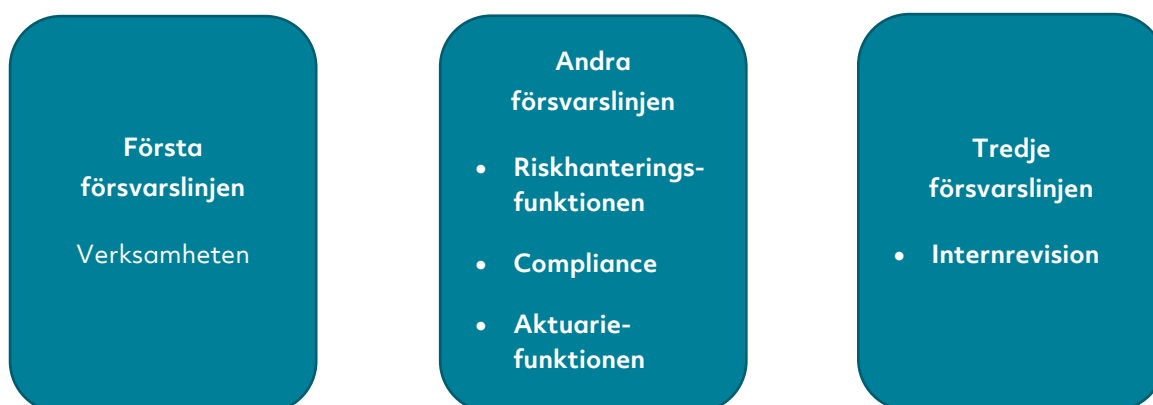 Första
försvarslinjen
Verksamheten
Andra
försvarslinjen
• Riskhanterings-
funktionen
• Compliance
• Aktuarie-
funktionen
Tredje
försvarslinjen
• Internrevision